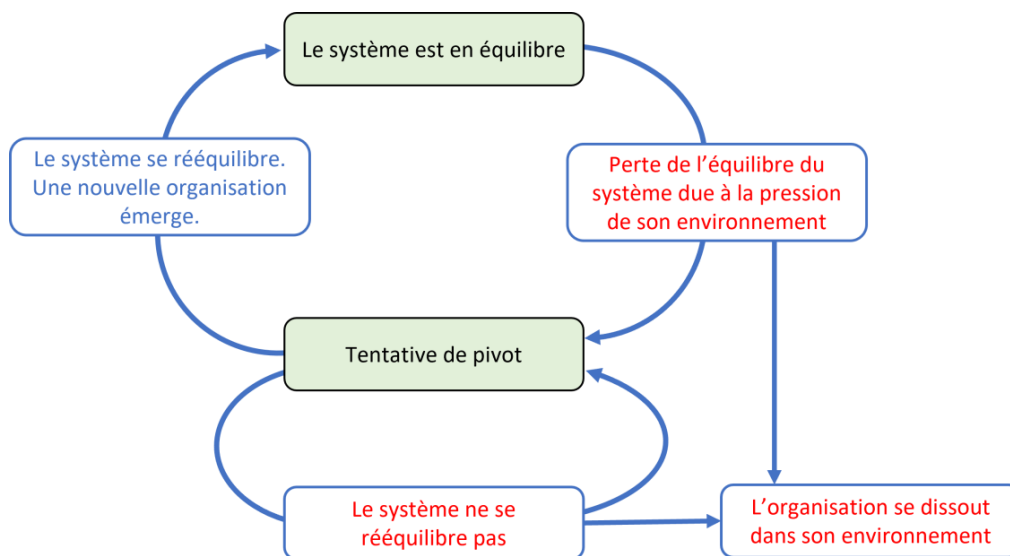 Le système est en équilibre
Le système se rééquilibre.
Une nouvelle organisation
émerge.
Perte de l’équilibre du
système due à la pression
de son environnement
Tentative de pivot
Le système ne se
rééquilibre pas
L’organisation se dissout
dans son environnement